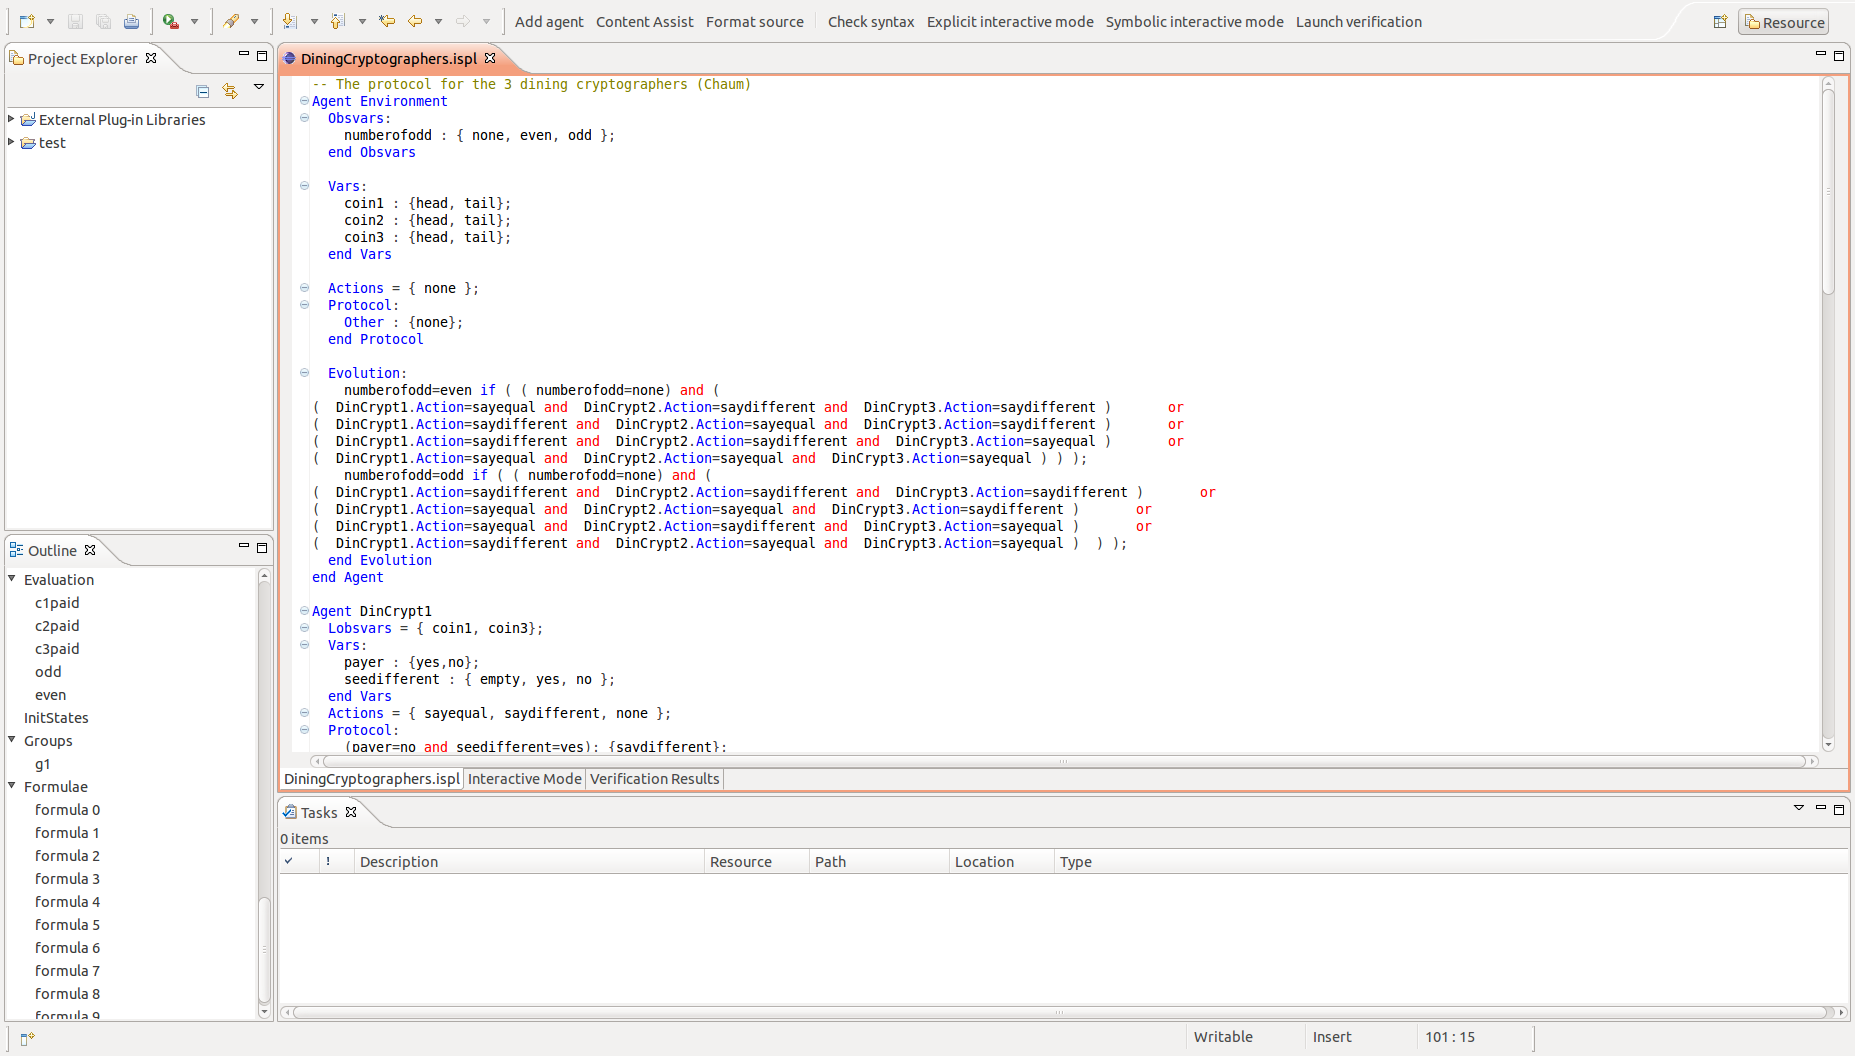 Add agent Content Assist Format source Check syntax Explicit interactive mode Symbolic interactive mode Launch verification Resource
Project Explorer
External Plug-in Libraries
test
DiningCryptographers.ispl
-- The protocol for the 3 dining cryptographers (Chaum)
Agent Environment
Obsvars:
numberofodd : { none, even, odd };
end Obsvars
Vars:
coin1 : {head, tail};
coin2 : {head, tail};
coin3 : {head, tail};
end Vars
Actions = { none };
Protocol:
Other : {none};
end Protocol
Evolution:
numberofodd=even if ( ( numberofodd=none) and (
( DinCrypt1.Action=sayequal and DinCrypt2.Action=saydifferent and DinCrypt3.Action=saydifferent ) or
( DinCrypt1.Action=saydifferent and DinCrypt2.Action=sayequal and DinCrypt3.Action=saydifferent ) or
( DinCrypt1.Action=saydifferent and DinCrypt2.Action=saydifferent and DinCrypt3.Action=sayequal ) or
( DinCrypt1.Action=sayequal and DinCrypt2.Action=sayequal and DinCrypt3.Action=sayequal ) ) );
numberofodd=odd if ( ( numberofodd=none) and (
( DinCrypt1.Action=saydifferent and DinCrypt2.Action=saydifferent and DinCrypt3.Action=saydifferent ) or
( DinCrypt1.Action=sayequal and DinCrypt2.Action=sayequal and DinCrypt3.Action=saydifferent ) or
( DinCrypt1.Action=sayequal and DinCrypt2.Action=saydifferent and DinCrypt3.Action=sayequal ) or
( DinCrypt1.Action=saydifferent and DinCrypt2.Action=sayequal and DinCrypt3.Action=sayequal ) ) );
end Evolution
end Agent
Agent DinCrypt1
Lobsvars = { coin1, coin3};
Vars:
payer : {yes,no};
seedifferent : { empty, yes, no };
end Vars
Actions = { sayequal, saydifferent, none };
Protocol:
(payer=no and seedifferent=yes): {saydifferent};
DiningCryptographers.ispl Interactive Mode Verification Results
Outline
Evaluation
c1paid
c2paid
c3paid
odd
even
InitStates
Groups
g1
Formulae
formula 0
formula 1
formula 2
formula 3
formula 4
formula 5
formula 6
formula 7
formula 8
formula 9
Tasks
0 items
! Description Resource Path Location Type
Writable Insert 101 : 15